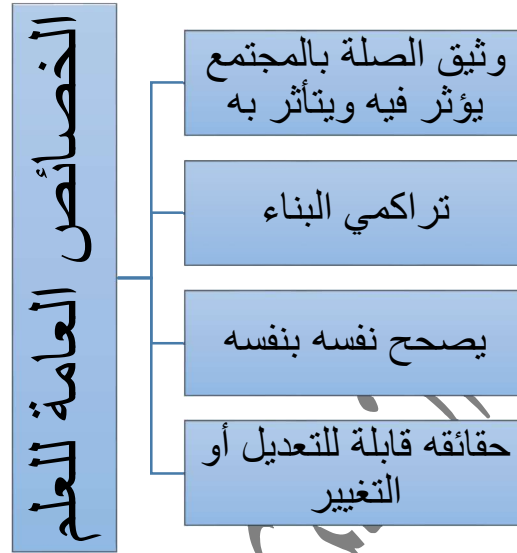 الخصائص العامة للعلم
وثيق الصلة بالمجتمع
يؤثر فيه ويتأثر به
تراكمي البناء
يصحح نفسه بنفسه
حقائقه قابلة للتعديل أو
التغيير